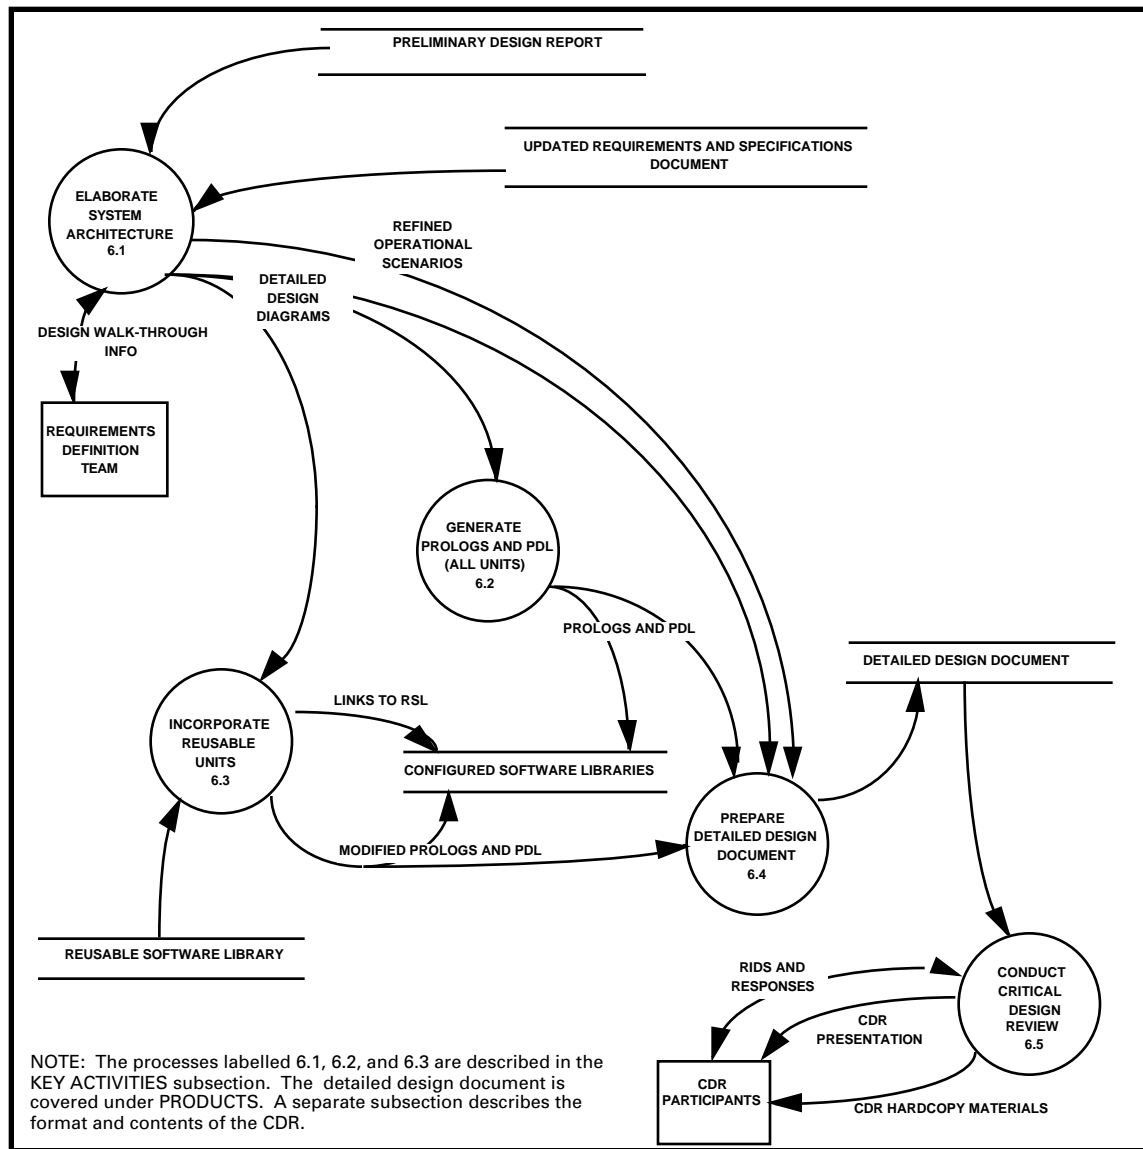 PRELIMINARY DESIGN REPORT
UPDATED REQUIREMENTS AND SPECIFICATIONS
DOCUMENT
ELABORATE
SYSTEM
ARCHITECTURE
6.1
REFINED
OPERATIONAL
SCENARIOS
DETAILED
DESIGN
DIAGRAMS
DESIGN WALK-THROUGH
INFO
REQUIREMENTS
DEFINITION
TEAM
GENERATE
PROLOGS AND PDL
(ALL UNITS)
6.2
PROLOGS AND PDL
DETAILED DESIGN DOCUMENT
LINKS TO RSL
INCORPORATE
REUSABLE
UNITS
6.3
CONFIGURED SOFTWARE LIBRARIES
PREPARE
DETAILED DESIGN
DOCUMENT
6.4
MODIFIED PROLOGS AND PDL
REUSABLE SOFTWARE LIBRARY
RIDS AND
RESPONSES
CONDUCT
CRITICAL
DESIGN
REVIEW
6.5
CDR
PRESENTATION
CDR
PARTICIPANTS
CDR HARDCOPY MATERIALS
NOTE: The processes labelled 6.1, 6.2, and 6.3 are described in the
KEY ACTIVITIES subsection. The detailed design document is
covered under PRODUCTS. A separate subsection describes the
format and contents of the CDR.